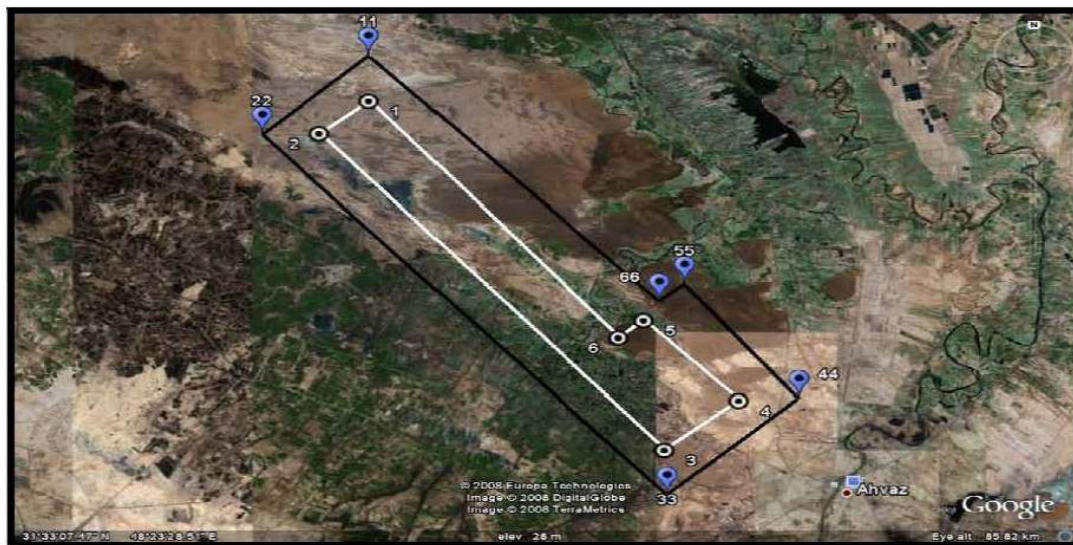 11
N
22
1
2
55
66
5
6
44
4
3
33
© 2008 Europa Technologies
Image © 2008 DigitalGlobe
Image © 2008 TerraMetrics
Ahvaz
Google
31°33'07.47" N 48°23'28.51" E
elev 28 m
Eye alt 85.82 km